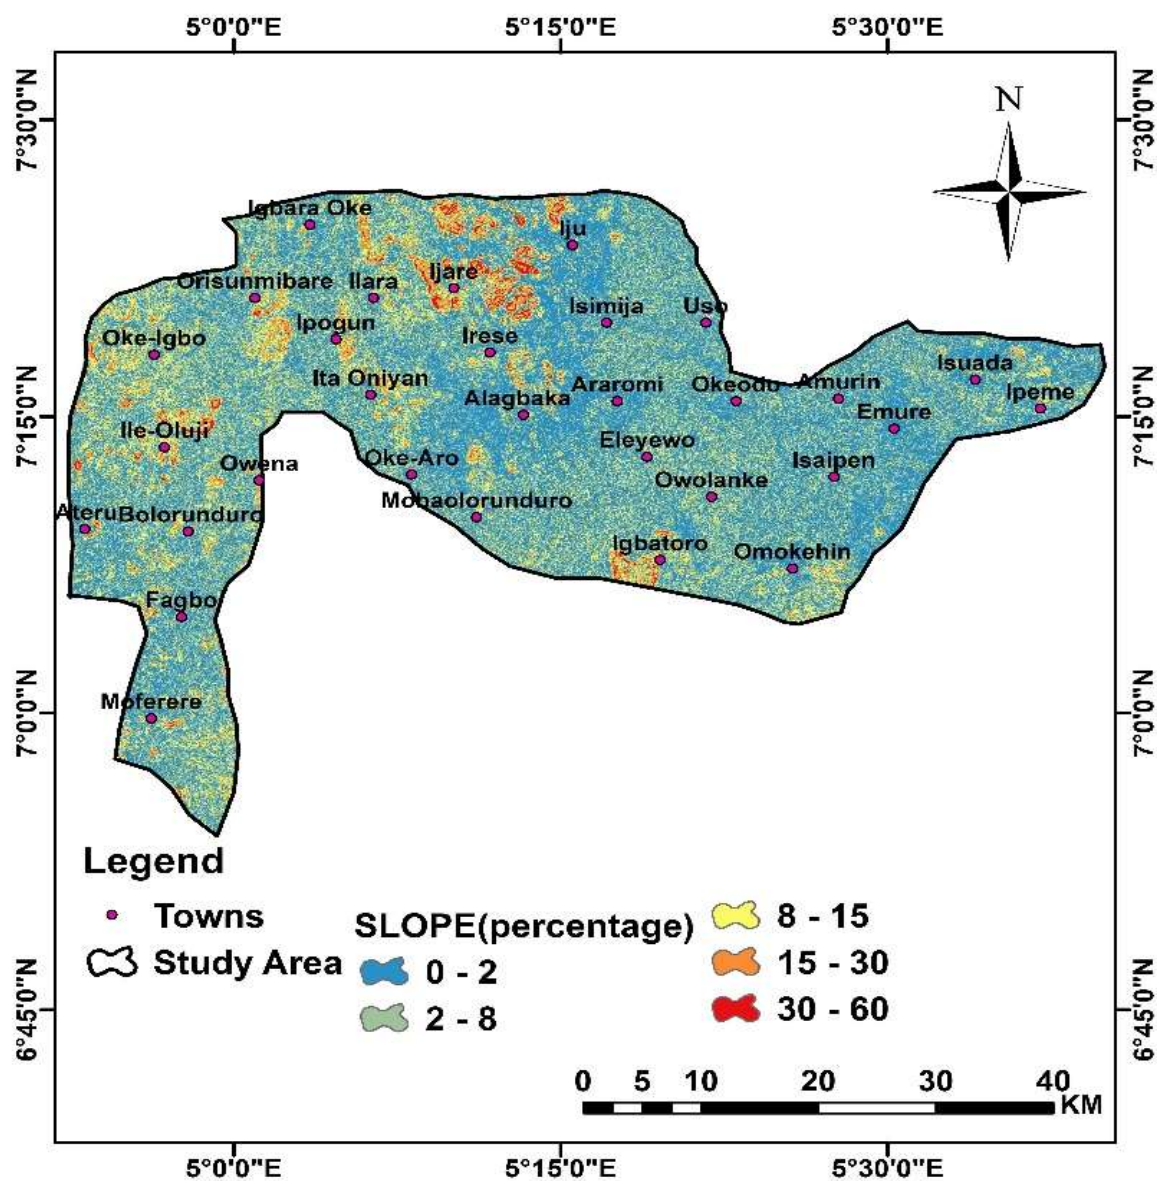 5°0'0"E 5°15'0"E 5°30'0"E
7°30'0"N
7°30'0"N
N
Igbara Oke
Iju
Ijare
Orisunmibare Ilara
Isimija Uso
Ipogun
Oke-Igbo
Irese
Isuada
Ita Oniyan
Araromi Okeodu Amurin
Ipeme
Alagbaka
Emure
7°15'0"N
7°15'0"N
Ile-Oluji
Eleyewo
Oke-Aro
Isaipen
Owena
Owolanke
Mobaolorunduro
Ateru Bolorunduro
Igbatoro
Omokehin
Fagbo
Moferere
7°0'0"N
7°0'0"N
Legend
Towns
Study Area
SLOPE(percentage)
0 - 2
2 - 8
8 - 15
15 - 30
30 - 60
6°45'0"N
6°45'0"N
0 5 10 20 30 40
KM
5°0'0"E 5°15'0"E 5°30'0"E